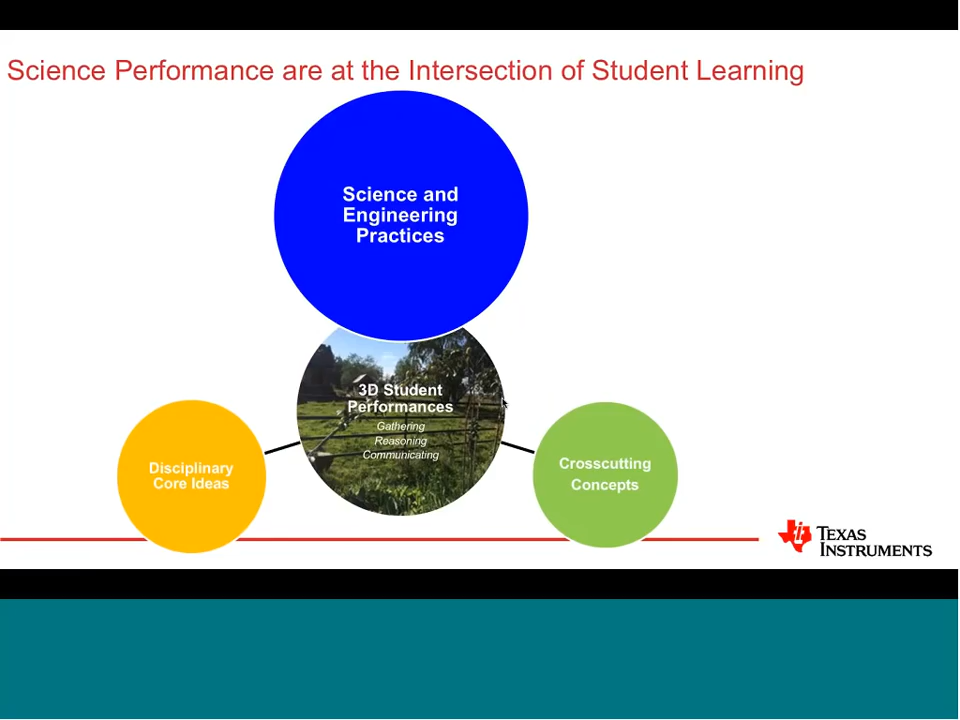 Science Performance are at the Intersection of Student Learning
Science and
Engineering
Practices
3D Student
Performances
Gathering
Reasoning
Communicating
Disciplinary
Core Ideas
Crosscutting
Concepts
TEXAS
INSTRUMENTS